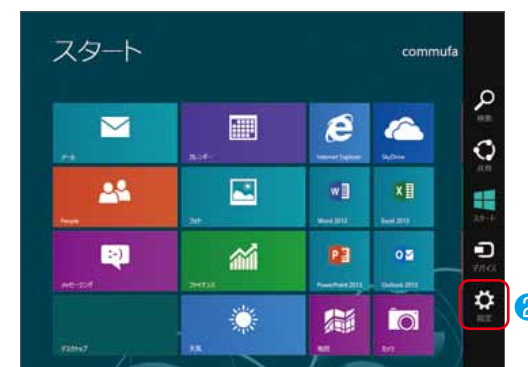 スタート
commufa
検索
メール
カレンダー
Internet Explorer
SkyDrive
共有
People
フォト
Word 2013
Excel 2013
スタート
メッセージング
ファイナンス
PowerPoint 2013
Outlook 2013
デバイス
デスクトップ
天気
地図
カメラ
設定
2